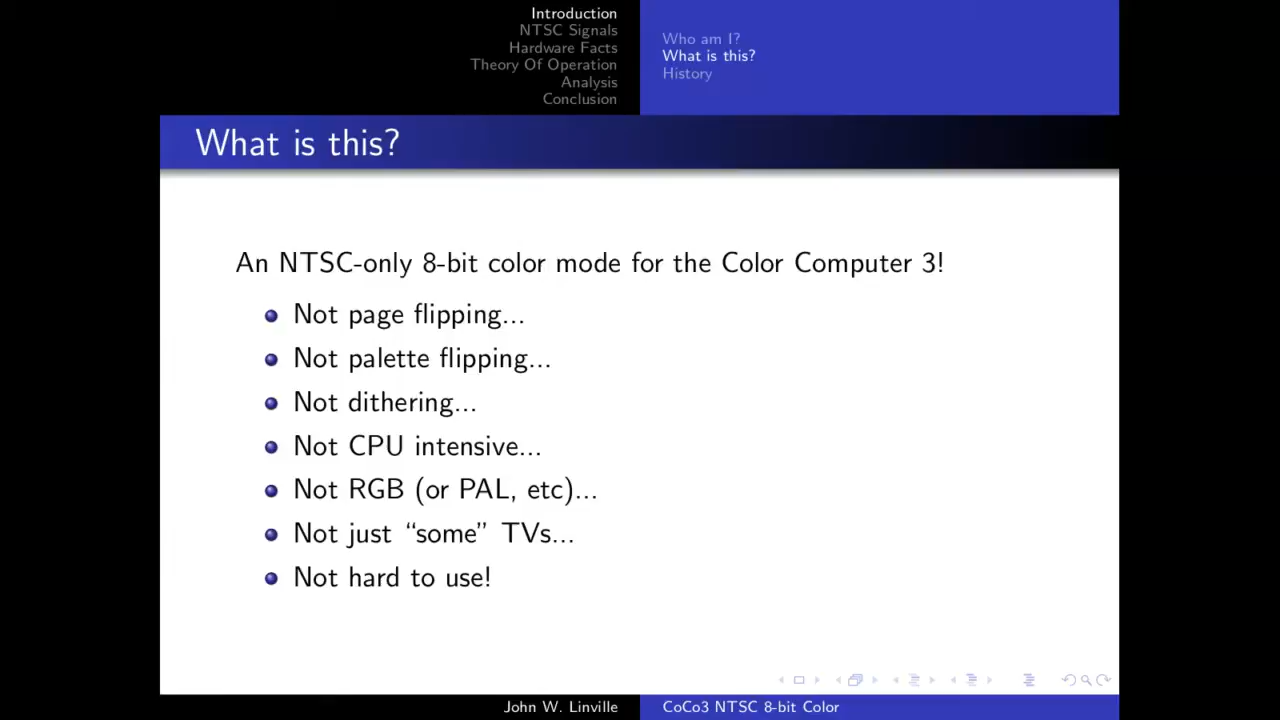 Introduction
NTSC Signals
Hardware Facts
Theory Of Operation
Analysis
Conclusion
Who am I?
What is this?
History
What is this?
An NTSC-only 8-bit color mode for the Color Computer 3!
Not page flipping...
Not palette flipping...
Not dithering...
Not CPU intensive...
Not RGB (or PAL, etc)...
Not just “some” TVs...
Not hard to use!
John W. Linville
CoCo3 NTSC 8-bit Color